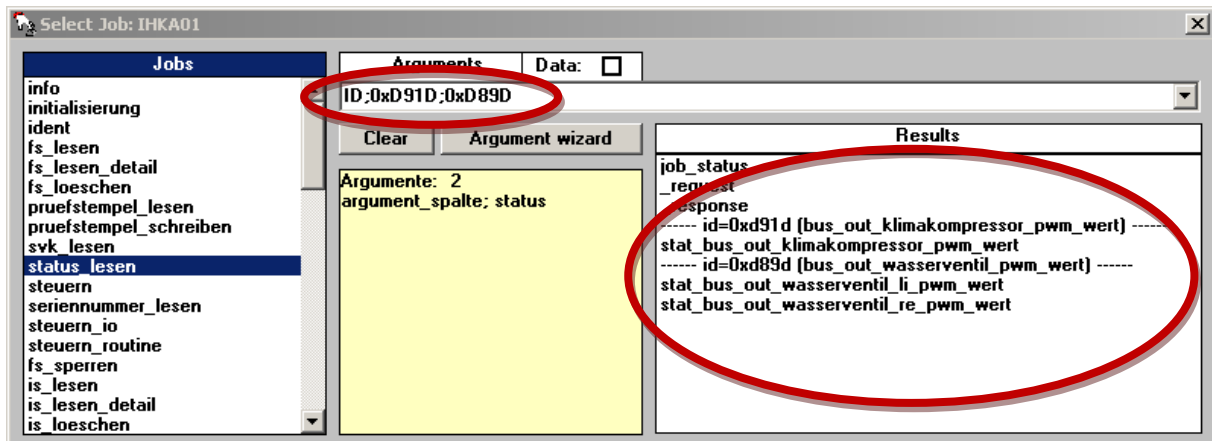 Select Job: IHKA01
Jobs
info
initialisierung
ident
fs_lesen
fs_lesen_detail
fs_loeschen
pruefstempel_lesen
pruefstempel_schreiben
svk_lesen
status_lesen
steuern
seriennummer_lesen
steuern_io
steuern_routine
fs_sperren
is_lesen
is_lesen_detail
is_loeschen
Arguments Data:
ID;0xD91D;0xD89D
Clear Argument wizard
Argumente: 2
argument_spalte; status
Results
job_status
_request
_response
------ id=0xd91d (bus_out_klimakompressor_pwm_wert) ------
stat_bus_out_klimakompressor_pwm_wert
------ id=0xd89d (bus_out_wasserventil_pwm_wert) ------
stat_bus_out_wasserventil_li_pwm_wert
stat_bus_out_wasserventil_re_pwm_wert